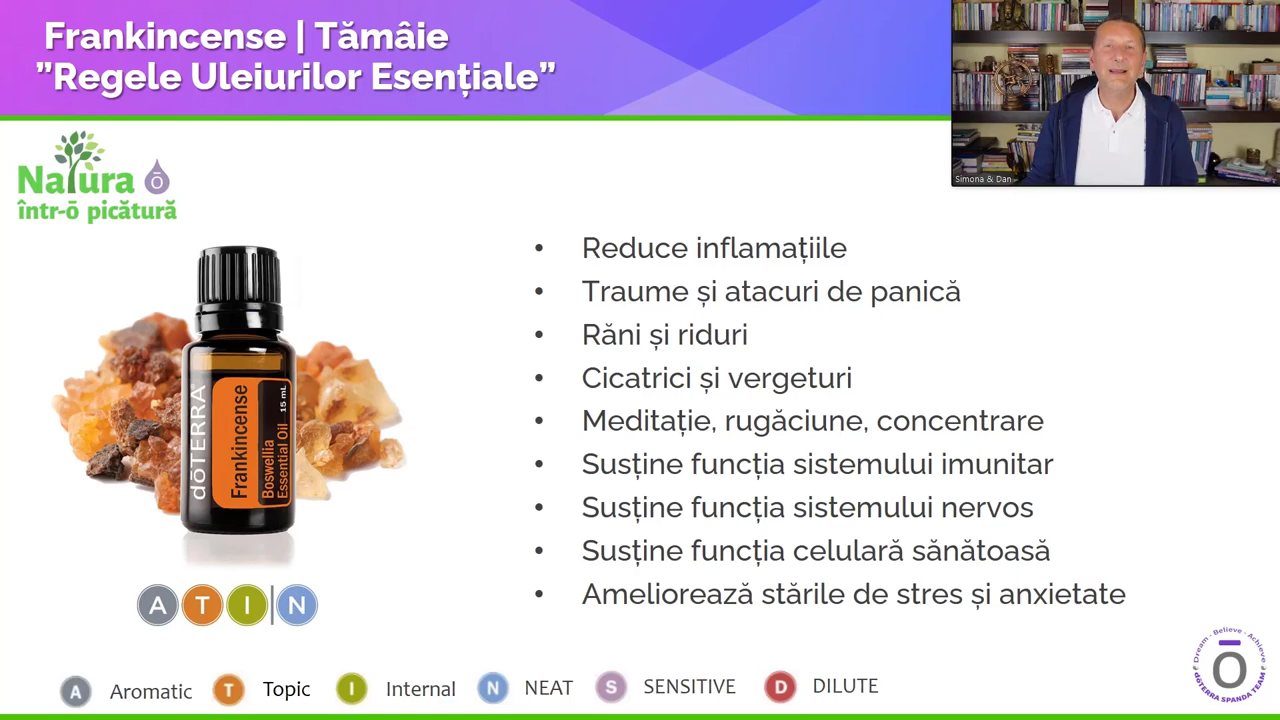 Frankincense | Tămâie
”Regele Uleiurilor Esențiale”
Simona & Dan
Natura ō
într-ō picătură
• Reduce inflamațiile
• Traume și atacuri de panică
• Răni și riduri
• Cicatrici și vergeturi
• Meditație, rugăciune, concentrare
• Susține funcția sistemului imunitar
• Susține funcția sistemului nervos
• Susține funcția celulară sănătoasă
• Ameliorează stările de stres și anxietate
dōTERRA
Frankincense
Boswellia
Essential Oil 15 mL
A T I | N
A Aromatic T Topic I Internal N NEAT S SENSITIVE D DILUTE
Dream - Believe - Achieve
Ō
dōTERRA SPANDA TEAM